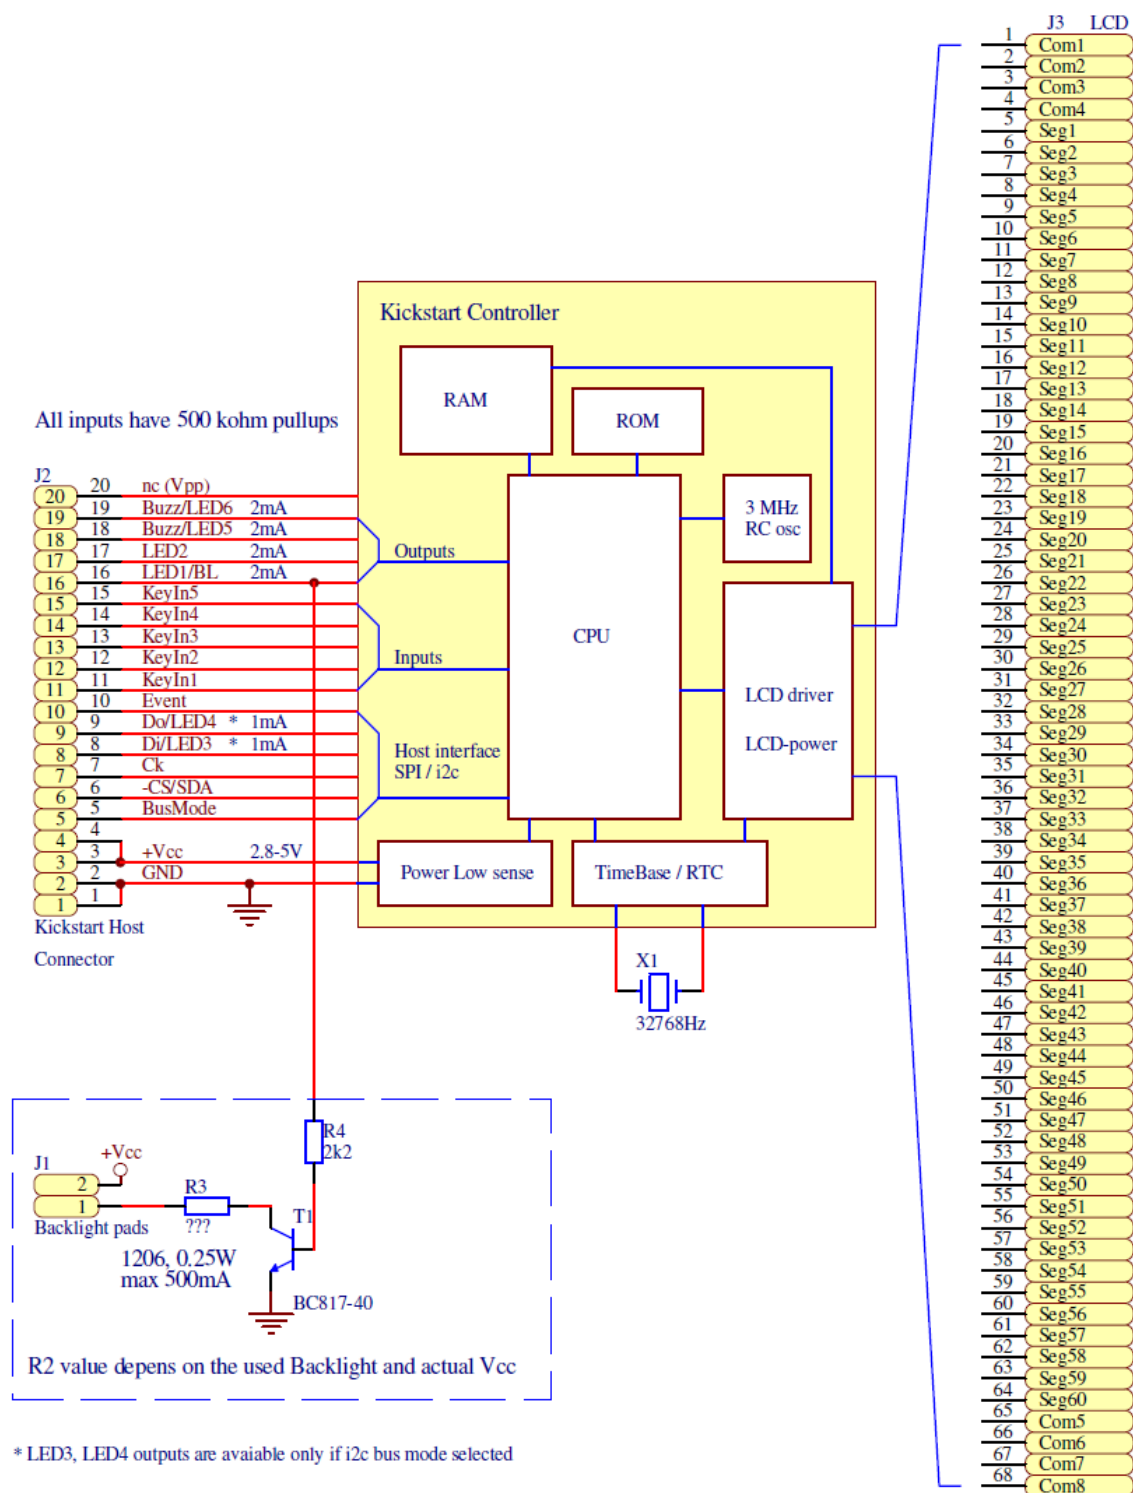 J3 LCD
1 Com1
2 Com2
3 Com3
4 Com4
5 Seg1
6 Seg2
7 Seg3
8 Seg4
9 Seg5
10 Seg6
11 Seg7
12 Seg8
13 Seg9
14 Seg10
15 Seg11
16 Seg12
17 Seg13
18 Seg14
19 Seg15
20 Seg16
21 Seg17
22 Seg18
23 Seg19
24 Seg20
25 Seg21
26 Seg22
27 Seg23
28 Seg24
29 Seg25
30 Seg26
31 Seg27
32 Seg28
33 Seg29
34 Seg30
35 Seg31
36 Seg32
37 Seg33
38 Seg34
39 Seg35
40 Seg36
41 Seg37
42 Seg38
43 Seg39
44 Seg40
45 Seg41
46 Seg42
47 Seg43
48 Seg44
49 Seg45
50 Seg46
51 Seg47
52 Seg48
53 Seg49
54 Seg50
55 Seg51
56 Seg52
57 Seg53
58 Seg54
59 Seg55
60 Seg56
61 Seg57
62 Seg58
63 Seg59
64 Seg60
65 Com5
66 Com6
67 Com7
68 Com8
Kickstart Controller
RAM
ROM
3 MHz
RC osc
CPU
LCD driver
LCD-power
Outputs
Inputs
Host interface
SPI / i2c
Power Low sense
TimeBase / RTC
X1
32768Hz
All inputs have 500 kohm pullups
J2
20 20 nc (Vpp)
19 19 Buzz/LED6 2mA
18 18 Buzz/LED5 2mA
17 17 LED2 2mA
16 16 LED1/BL 2mA
15 15 KeyIn5
14 14 KeyIn4
13 13 KeyIn3
12 12 KeyIn2
11 11 KeyIn1
10 10 Event
9 9 Do/LED4 * 1mA
8 8 Di/LED3 * 1mA
7 7 Ck
6 6 -CS/SDA
5 5 BusMode
4 4
3 3 +Vcc 2.8-5V
2 2 GND
1 1
Kickstart Host
Connector
R4
2k2
J1
+Vcc
2
1
Backlight pads
R3
???
1206, 0.25W
max 500mA
T1
BC817-40
R2 value depens on the used Backlight and actual Vcc
* LED3, LED4 outputs are avaiable only if i2c bus mode selected